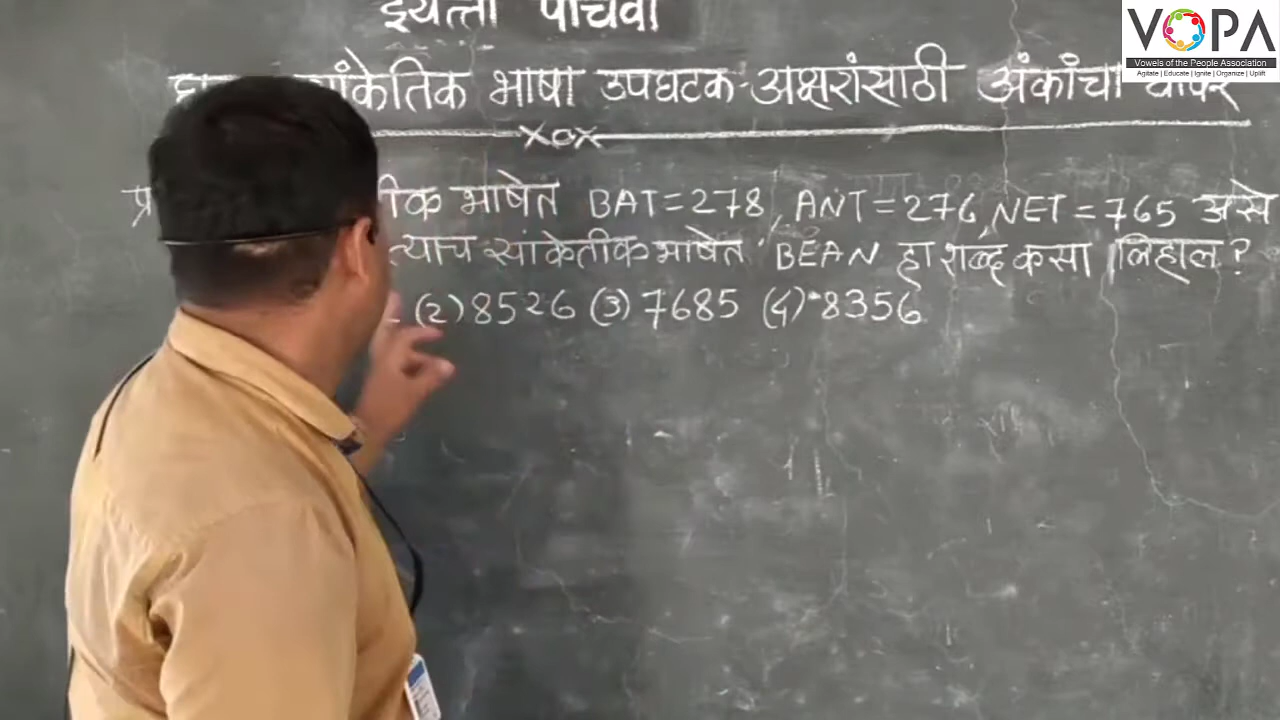 इयत्ता पाचवी
VOPA
Vowels of the People Association
Agitate | Educate | Ignite | Organize | Uplift
सांकेतिक भाषा उपघटक-अक्षरांसाठी अंकांचा वापर
xox
भाषेत BAT=278, ANT=276, NET=765 असे
त्याच सांकेतीक भाषेत 'BEAN हा शब्द कसा लिहाल?
(2) 8526 (3) 7685 (4) 8356